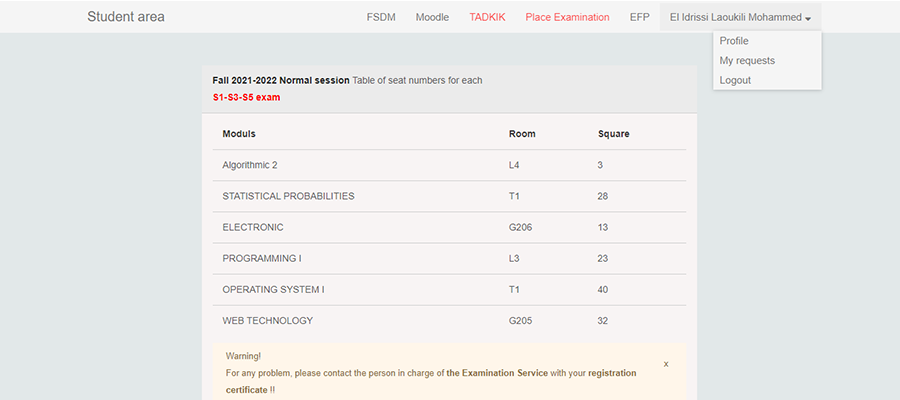 Student area FSDM Moodle TADKIK Place Examination EFP El Idrissi Laoukili Mohammed
Profile
My requests
Logout
Fall 2021-2022 Normal session Table of seat numbers for each
S1-S3-S5 exam
Moduls Room Square
Algorithmic 2 L4 3
STATISTICAL PROBABILITIES T1 28
ELECTRONIC G206 13
PROGRAMMING I L3 23
OPERATING SYSTEM I T1 40
WEB TECHNOLOGY G205 32
Warning!
x
For any problem, please contact the person in charge of the Examination Service with your registration
certificate !!